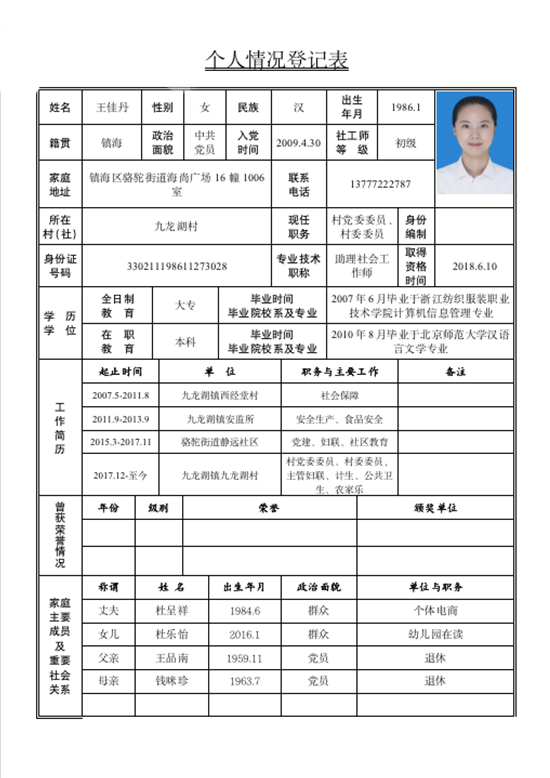 个人情况登记表
姓名 王佳丹 性别 女 民族 汉 出生年月 1986.1
籍贯 镇海 政治面貌 中共党员 入党时间 2009.4.30 社工师等 级 初级
家庭地址 镇海区骆驼街道海尚广场 16 幢 1006 室 联系电话 13777222787
所在村(社) 九龙湖村 现任职务 村党委委员、村委委员 身份编制
身份证号码 330211198611273028 专业技术职称 助理社会工作师 取得资格时间 2018.6.10
学 历 学 位 全日制教 育 大专 毕业时间 毕业院校系及专业 2007 年 6 月毕业于浙江纺织服装职业技术学院计算机信息管理专业
在 职 教 育 本科 毕业时间 毕业院校系及专业 2010 年 8 月毕业于北京师范大学汉语言文学专业
工作简历 起止时间 单 位 职务与主要工作 备注
2007.5-2011.8 九龙湖镇西经堂村 社会保障
2011.9-2013.9 九龙湖镇安监所 安全生产、食品安全
2015.3-2017.11 骆驼街道静远社区 党建、妇联、社区教育
2017.12-至今 九龙湖镇九龙湖村 村党委委员、村委委员，主管妇联、计生、公共卫生、农家乐
曾获荣誉情况 年份 级别 荣誉 颁奖单位
家庭主要成员及重要社会关系 称谓 姓 名 出生年月 政治面貌 单位与职务
丈夫 杜呈祥 1984.6 群众 个体电商
女儿 杜乐怡 2016.1 群众 幼儿园在读
父亲 王品南 1959.11 党员 退休
母亲 钱咪珍 1963.7 党员 退休